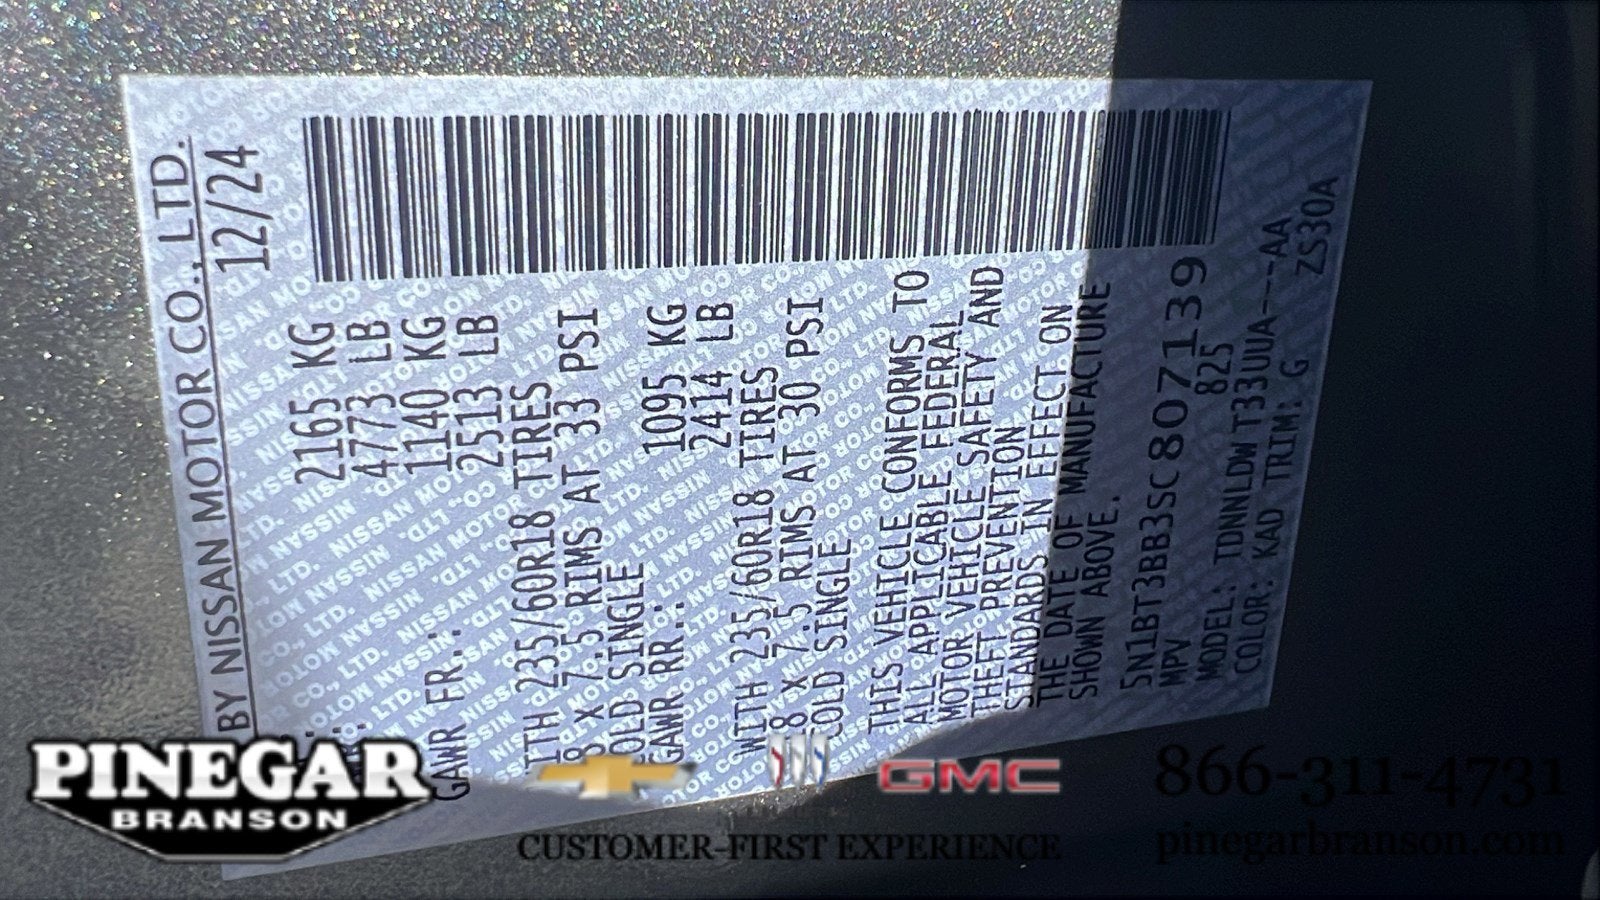 BY NISSAN MOTOR CO., LTD.
12/24
2165 KG
4773 LB
GAWR FR.: 1140 KG
2513 LB
WITH 235/60R18 TIRES
18 X 7.5 RIMS AT 33 PSI
COLD SINGLE
GAWR RR.: 1095 KG
2414 LB
WITH 235/60R18 TIRES
18 X 7.5 RIMS AT 30 PSI
COLD SINGLE
THIS VEHICLE CONFORMS TO
ALL APPLICABLE FEDERAL
MOTOR VEHICLE SAFETY AND
THEFT PREVENTION
STANDARDS IN EFFECT ON
THE DATE OF MANUFACTURE
SHOWN ABOVE.
5N1BT3BB3SC807139
MPV 825
MODEL: TDNNLDW T33UUA---AA
COLOR: KAD TRIM: G ZS30A
PINEGAR
BRANSON
GMC
CUSTOMER-FIRST EXPERIENCE
866-311-4731
pinegarbranson.com